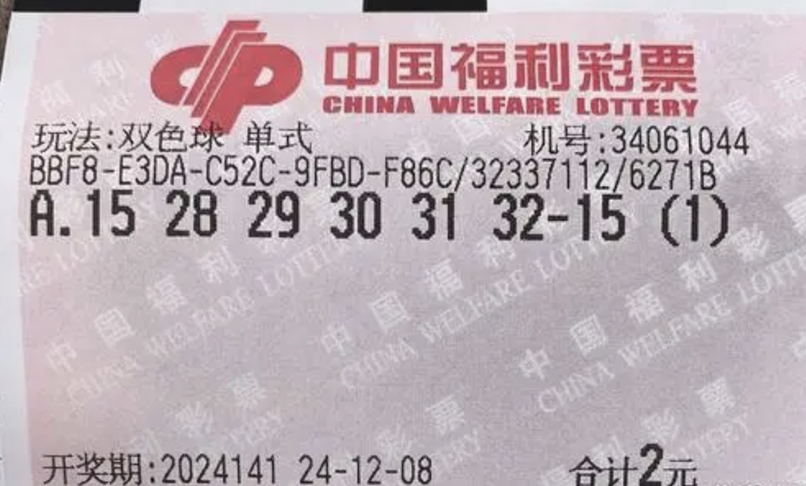 中国福利彩票
CHINA WELFARE LOTTERY
玩法:双色球 单式 机号:34061044
BBF8-E3DA-C52C-9FBD-F86C/32337112/6271B
A.15 28 29 30 31 32-15 (1)
开奖期:2024141 24-12-08 合计2元